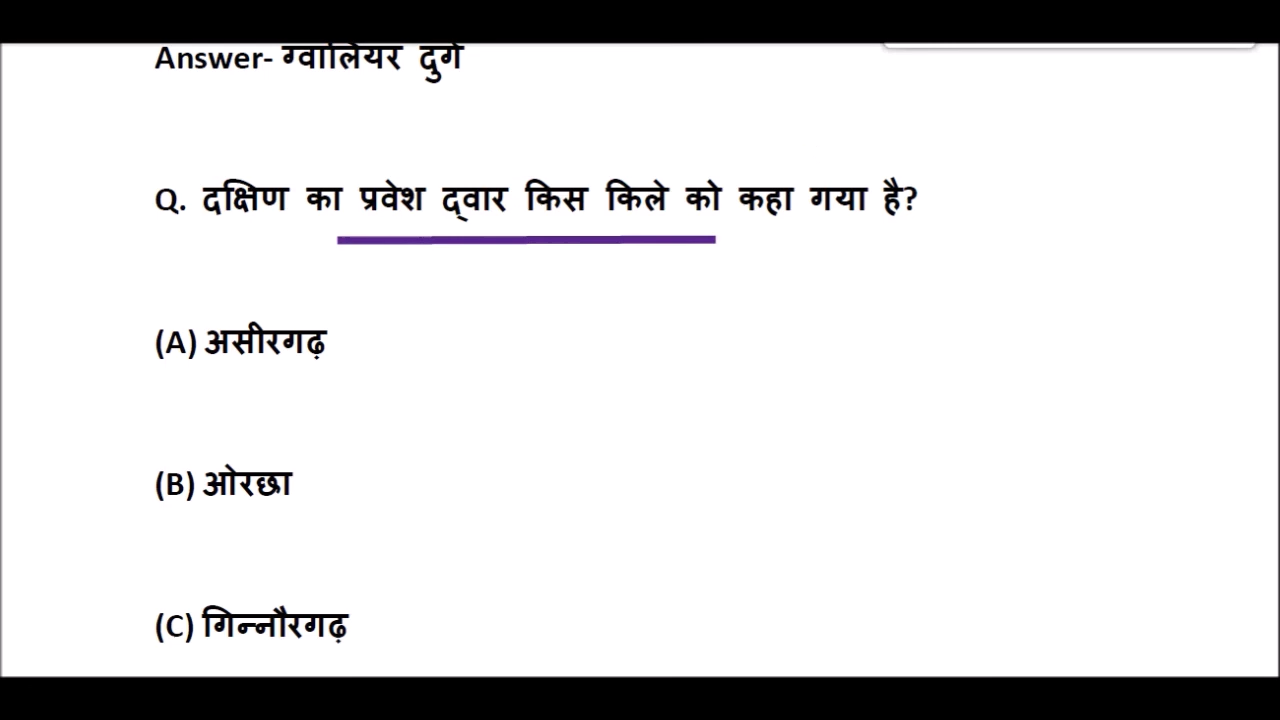 Answer- ग्वालियर दुर्ग
Q. दक्षिण का प्रवेश द्वार किस किले को कहा गया है?
(A) असीरगढ़
(B) ओरछा
(C) गिन्नौरगढ़